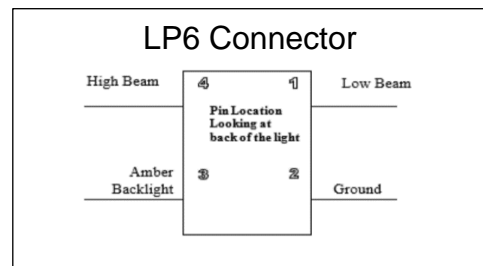 LP6 Connector
High Beam 4 1 Low Beam
Pin Location
Looking at
back of the light
Amber
Backlight 3 2 Ground